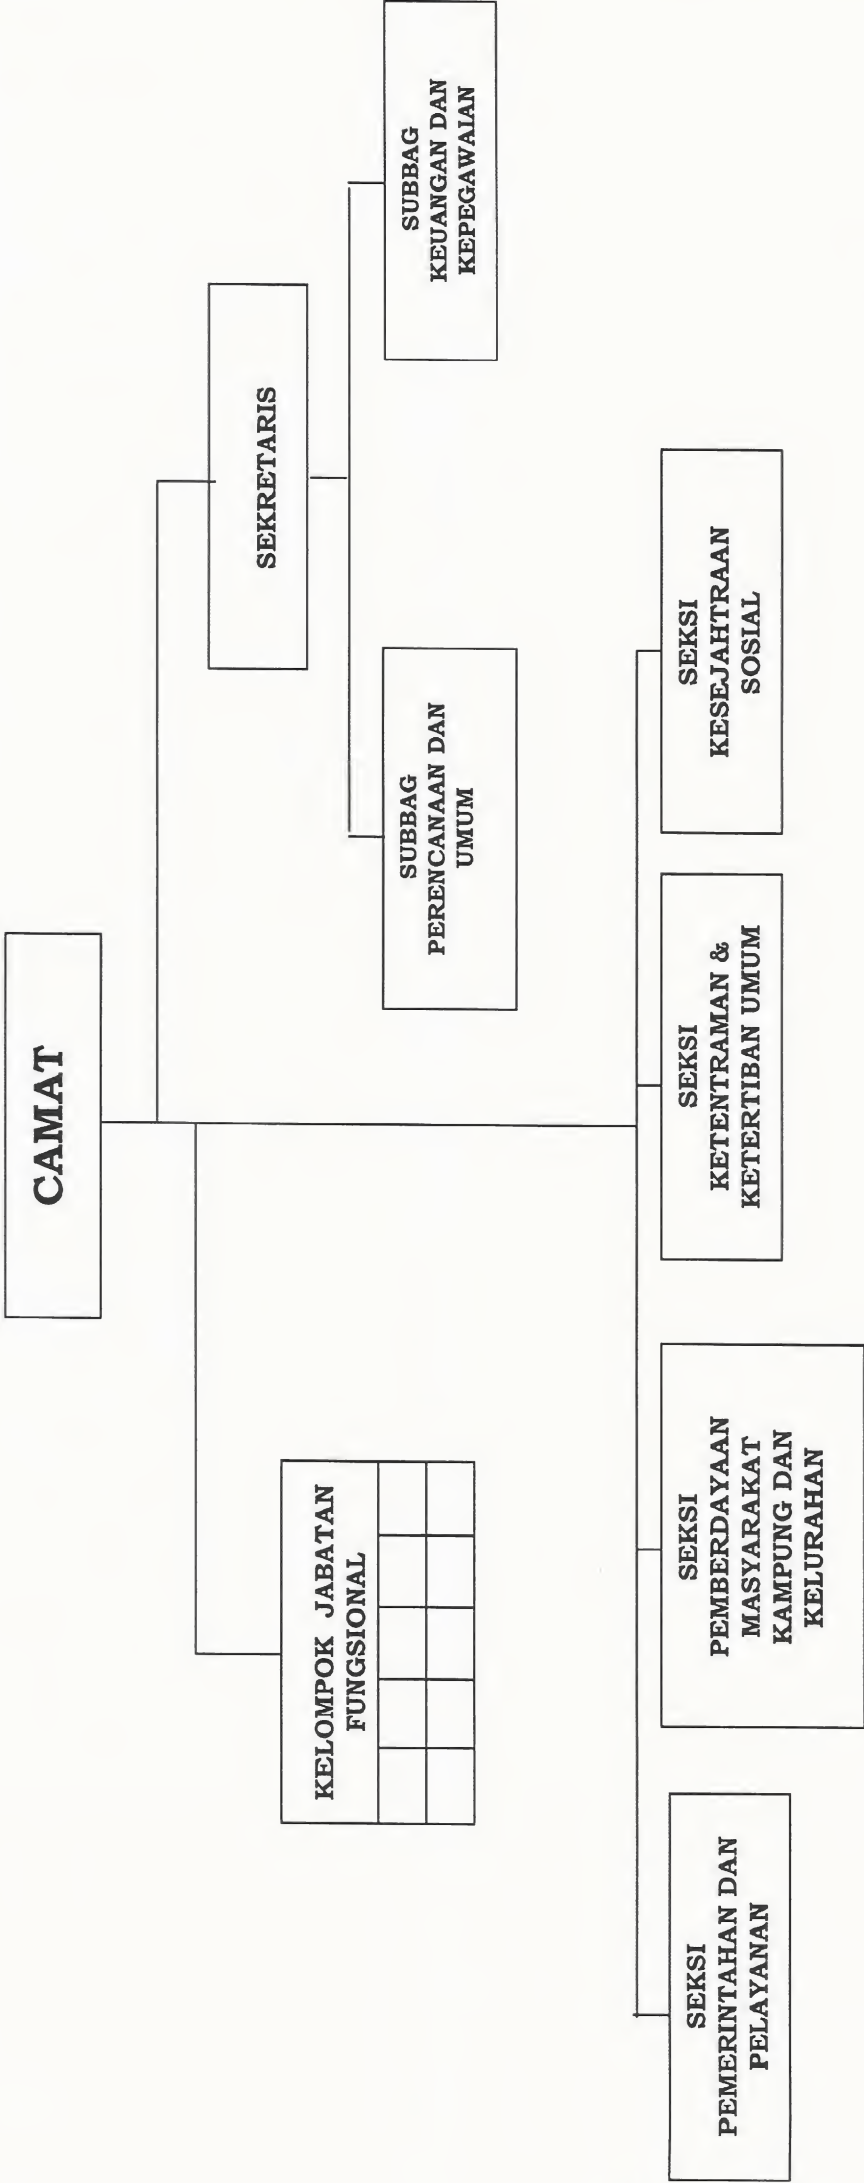 CAMAT
SEKRETARIS
KELOMPOK JABATAN
FUNGSIONAL
SUBBAG
PERENCANAAN DAN
UMUM
SUBBAG
KEUANGAN DAN
KEPEGAWAIAN
SEKSI
PEMERINTAHAN DAN
PELAYANAN
SEKSI
PEMBERDAYAAN
MASYARAKAT
KAMPUNG DAN
KELURAHAN
SEKSI
KETENTRAMAN &
KETERTIBAN UMUM
SEKSI
KESEJAHTRAAN
SOSIAL